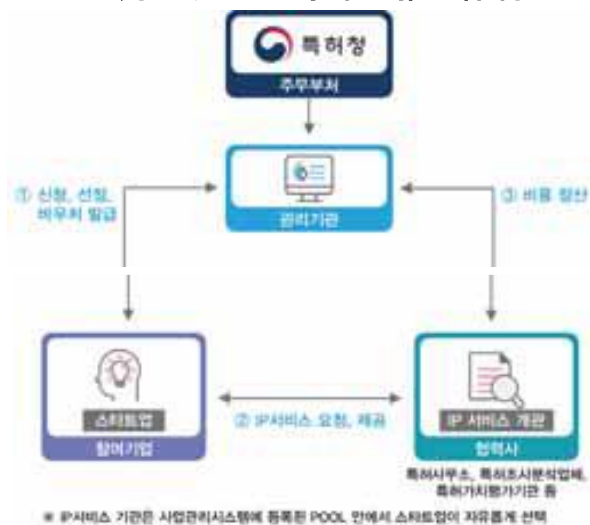 특허청
주무부처
① 신청, 선정,
바우처 발급
③ 비용 정산
관리기관
스타트업
② IP서비스 요청, 제공
IP 서비스 기관
참여기업
협력사
특허사무소, 특허조사분석업체,
특허가치평가기관 등
※ IP서비스 기관은 사업관리시스템에 등록된 POOL 안에서 스타트업이 자유롭게 선택